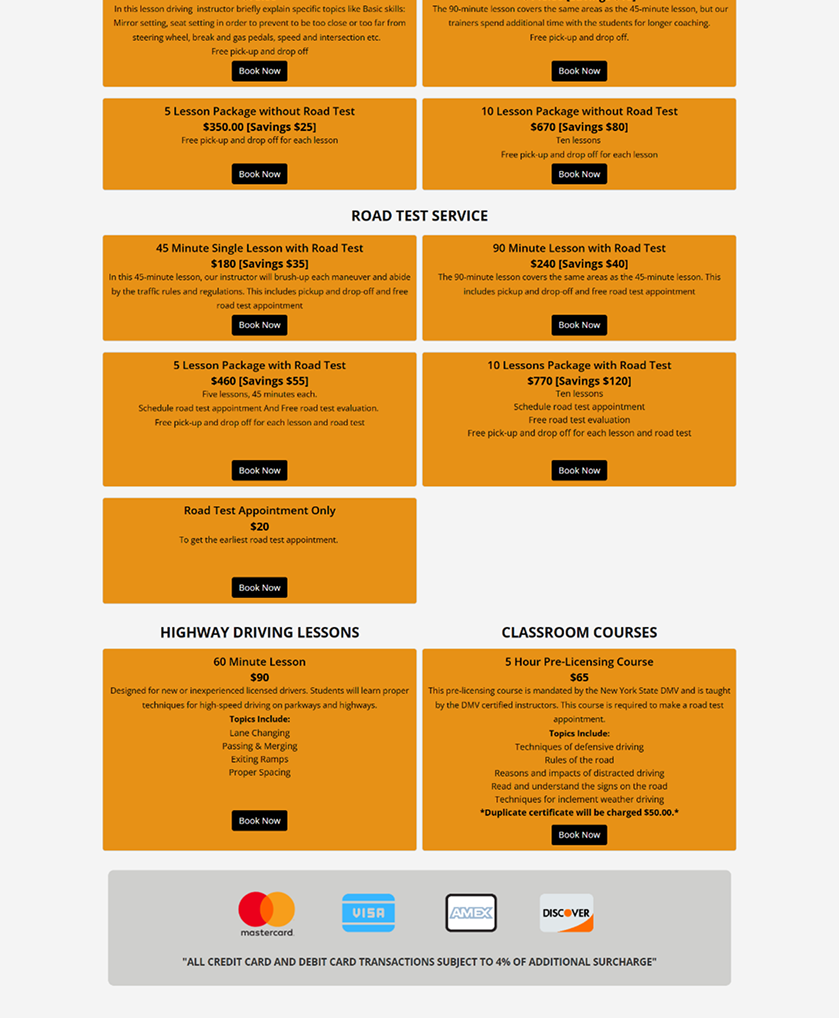 In this lesson driving instructor briefly explain specific topics like Basic skills:
Mirror setting, seat setting in order to prevent to be too close or too far from
steering wheel, break and gas pedals, speed and intersection etc.
Free pick-up and drop off
Book Now
The 90-minute lesson covers the same areas as the 45-minute lesson, but our
trainers spend additional time with the students for longer coaching.
Free pick-up and drop off.
Book Now
5 Lesson Package without Road Test
$350.00 [Savings $25]
Free pick-up and drop off for each lesson
Book Now
10 Lesson Package without Road Test
$670 [Savings $80]
Ten lessons
Free pick-up and drop off for each lesson
Book Now
ROAD TEST SERVICE
45 Minute Single Lesson with Road Test
$180 [Savings $35]
In this 45-minute lesson, our instructor will brush-up each maneuver and abide
by the traffic rules and regulations. This includes pickup and drop-off and free
road test appointment
Book Now
90 Minute Lesson with Road Test
$240 [Savings $40]
The 90-minute lesson covers the same areas as the 45-minute lesson. This
includes pickup and drop-off and free road test appointment
Book Now
5 Lesson Package with Road Test
$460 [Savings $55]
Five lessons, 45 minutes each.
Schedule road test appointment And Free road test evaluation.
Free pick-up and drop off for each lesson and road test
Book Now
10 Lessons Package with Road Test
$770 [Savings $120]
Ten lessons
Schedule road test appointment
Free road test evaluation
Free pick-up and drop off for each lesson and road test
Book Now
Road Test Appointment Only
$20
To get the earliest road test appointment.
Book Now
HIGHWAY DRIVING LESSONS
60 Minute Lesson
$90
Designed for new or inexperienced licensed drivers. Students will learn proper
techniques for high-speed driving on parkways and highways.
Topics Include:
Lane Changing
Passing & Merging
Exiting Ramps
Proper Spacing
Book Now
CLASSROOM COURSES
5 Hour Pre-Licensing Course
$65
This pre-licensing course is mandated by the New York State DMV and is taught
by the DMV certified instructors. This course is required to make a road test
appointment.
Topics Include:
Techniques of defensive driving
Rules of the road
Reasons and impacts of distracted driving
Read and understand the signs on the road
Techniques for inclement weather driving
*Duplicate certificate will be charged $50.00.*
Book Now
mastercard
VISA
AMEX
DISCOVER
"ALL CREDIT CARD AND DEBIT CARD TRANSACTIONS SUBJECT TO 4% OF ADDITIONAL SURCHARGE"